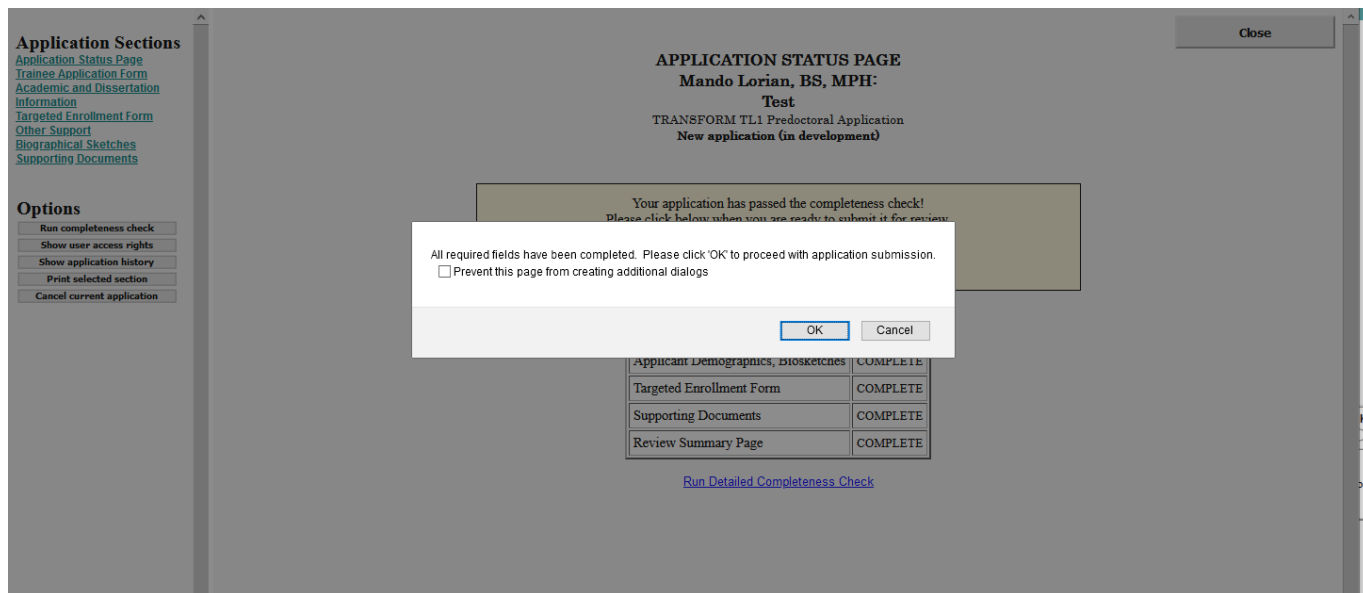 Application Sections
Application Status Page
Trainee Application Form
Academic and Dissertation
Information
Targeted Enrollment Form
Other Support
Biographical Sketches
Supporting Documents
Options
Run completeness check
Show user access rights
Show application history
Print selected section
Cancel current application
Close
APPLICATION STATUS PAGE
Mando Lorian, BS, MPH:
Test
TRANSFORM TL1 Predoctoral Application
New application (in development)
Your application has passed the completeness check!
Please click below when you are ready to submit it for review
All required fields have been completed. Please click 'OK' to proceed with application submission.
Prevent this page from creating additional dialogs
OK Cancel
Applicant Demographics, Biosketches COMPLETE
Targeted Enrollment Form COMPLETE
Supporting Documents COMPLETE
Review Summary Page COMPLETE
Run Detailed Completeness Check